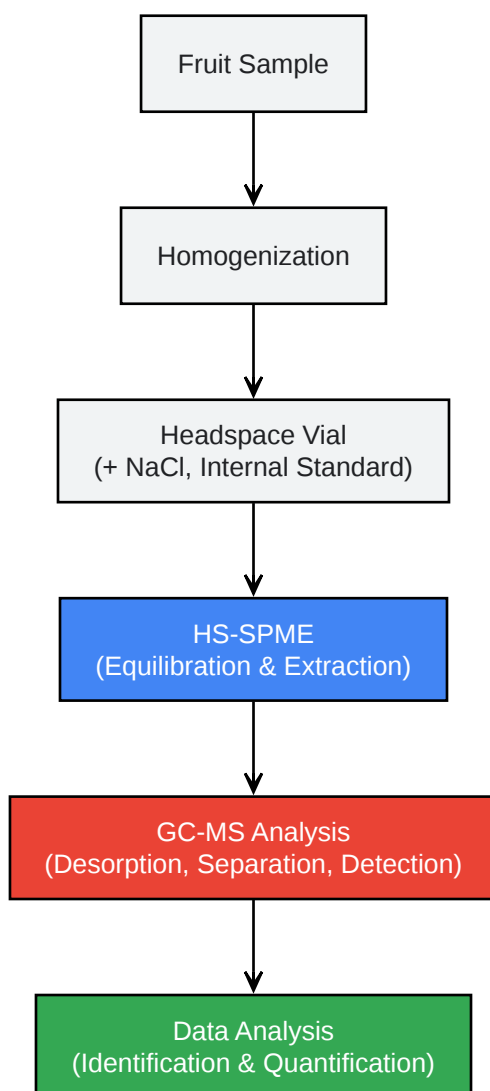 Fruit Sample
Homogenization
Headspace Vial
(+ NaCl, Internal Standard)
HS-SPME
(Equilibration & Extraction)
GC-MS Analysis
(Desorption, Separation, Detection)
Data Analysis
(Identification & Quantification)